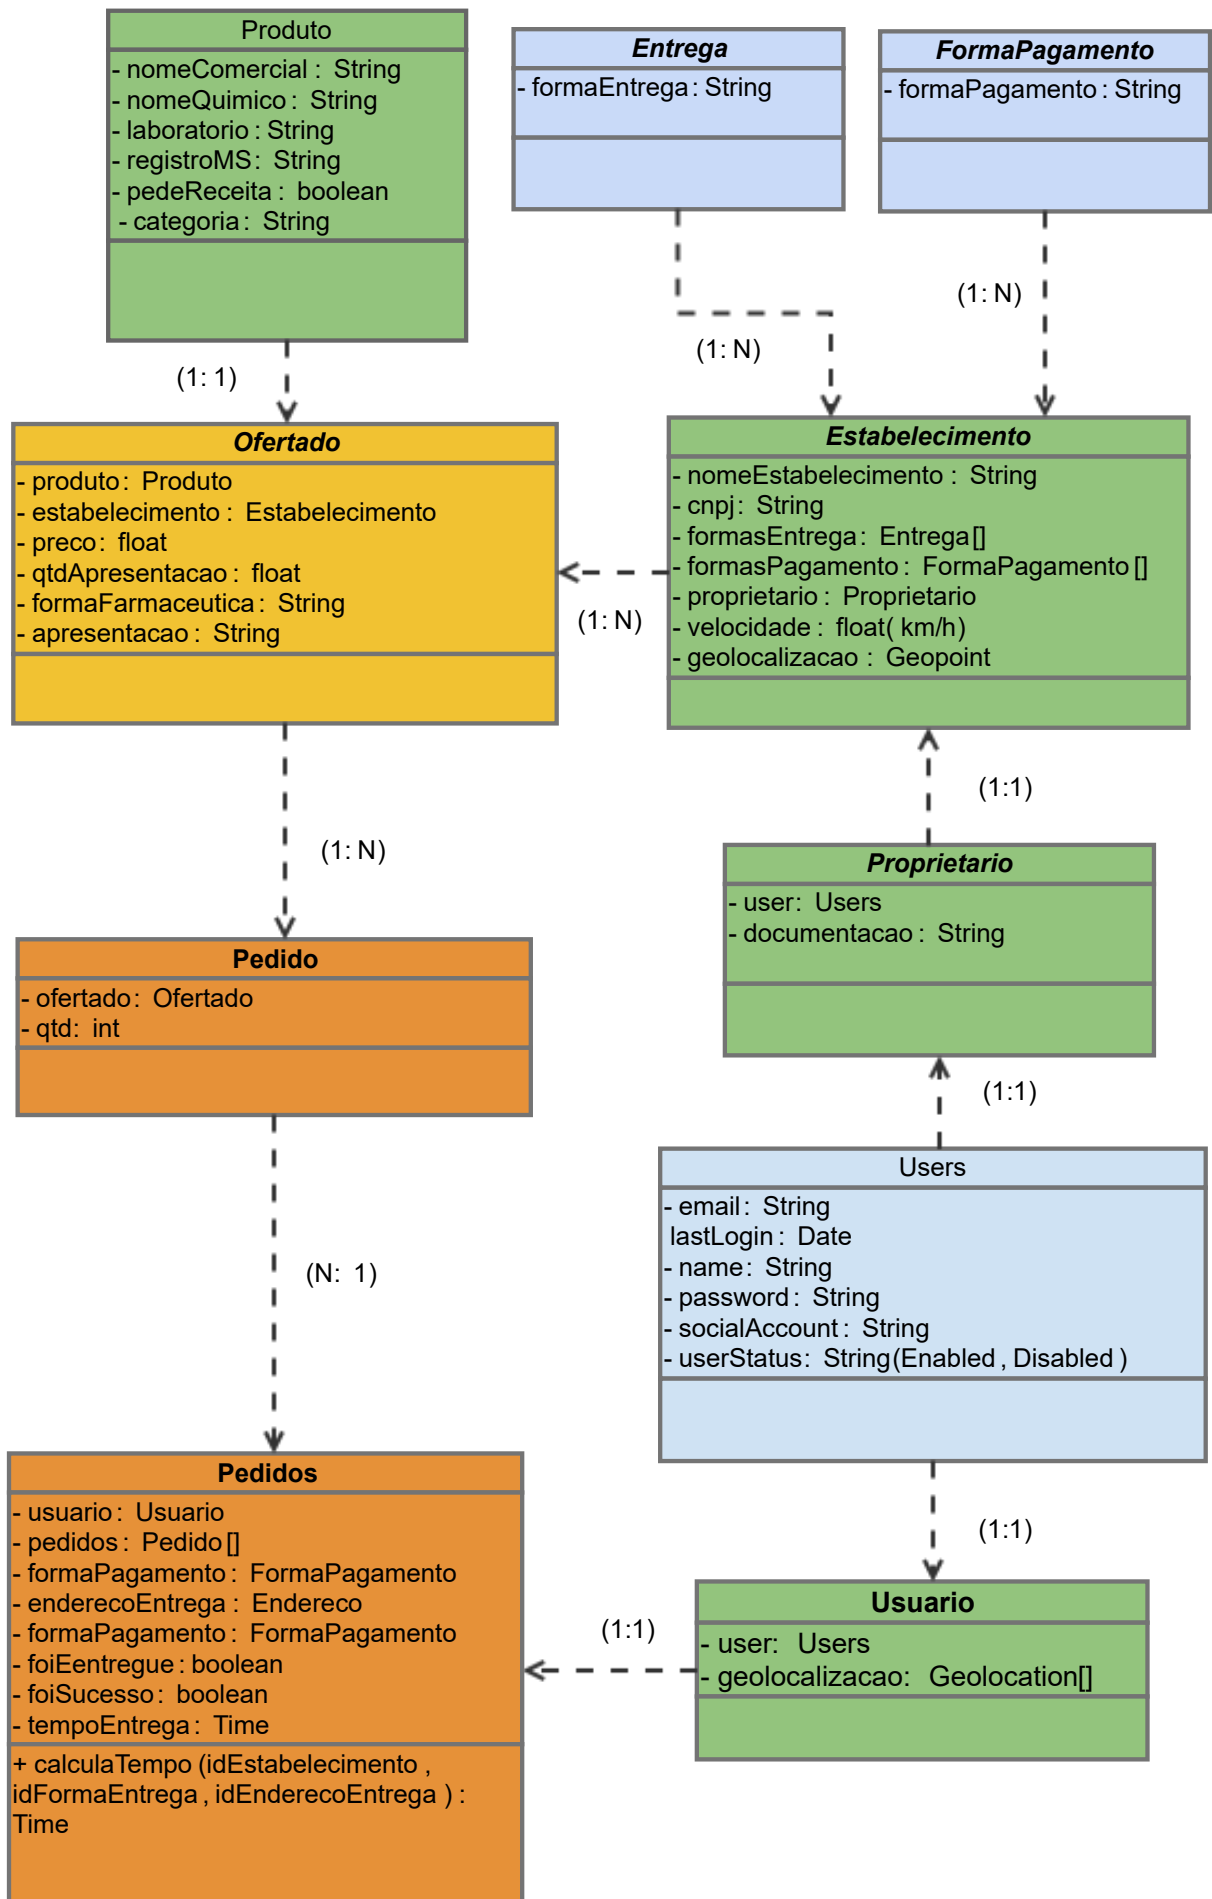 Produto
- nomeComercial : String
- nomeQuimico : String
- laboratorio : String
- registroMS : String
- pedeReceita : boolean
- categoria : String
Entrega
- formaEntrega : String
FormaPagamento
- formaPagamento : String
(1: 1)
(1: N)
(1: N)
Ofertado
- produto : Produto
- estabelecimento : Estabelecimento
- preco : float
- qtdApresentacao : float
- formaFarmaceutica : String
- apresentacao : String
(1: N)
Estabelecimento
- nomeEstabelecimento : String
- cnpj : String
- formasEntrega : Entrega []
- formasPagamento : FormaPagamento []
- proprietario : Proprietario
- velocidade : float( km/h)
- geolocalizacao : Geopoint
(1: N)
(1:1)
Proprietario
- user: Users
- documentacao : String
Pedido
- ofertado : Ofertado
- qtd: int
(1:1)
Users
- email : String
lastLogin : Date
- name : String
- password : String
- socialAccount : String
- userStatus: String(Enabled , Disabled )
(N: 1)
(1:1)
Pedidos
- usuario : Usuario
- pedidos : Pedido []
- formaPagamento : FormaPagamento
- enderecoEntrega : Endereco
- formaPagamento : FormaPagamento
- foiEentregue : boolean
- foiSucesso : boolean
- tempoEntrega : Time
+ calculaTempo (idEstabelecimento ,
idFormaEntrega , idEnderecoEntrega ) :
Time
(1:1)
Usuario
- user: Users
- geolocalizacao: Geolocation[]